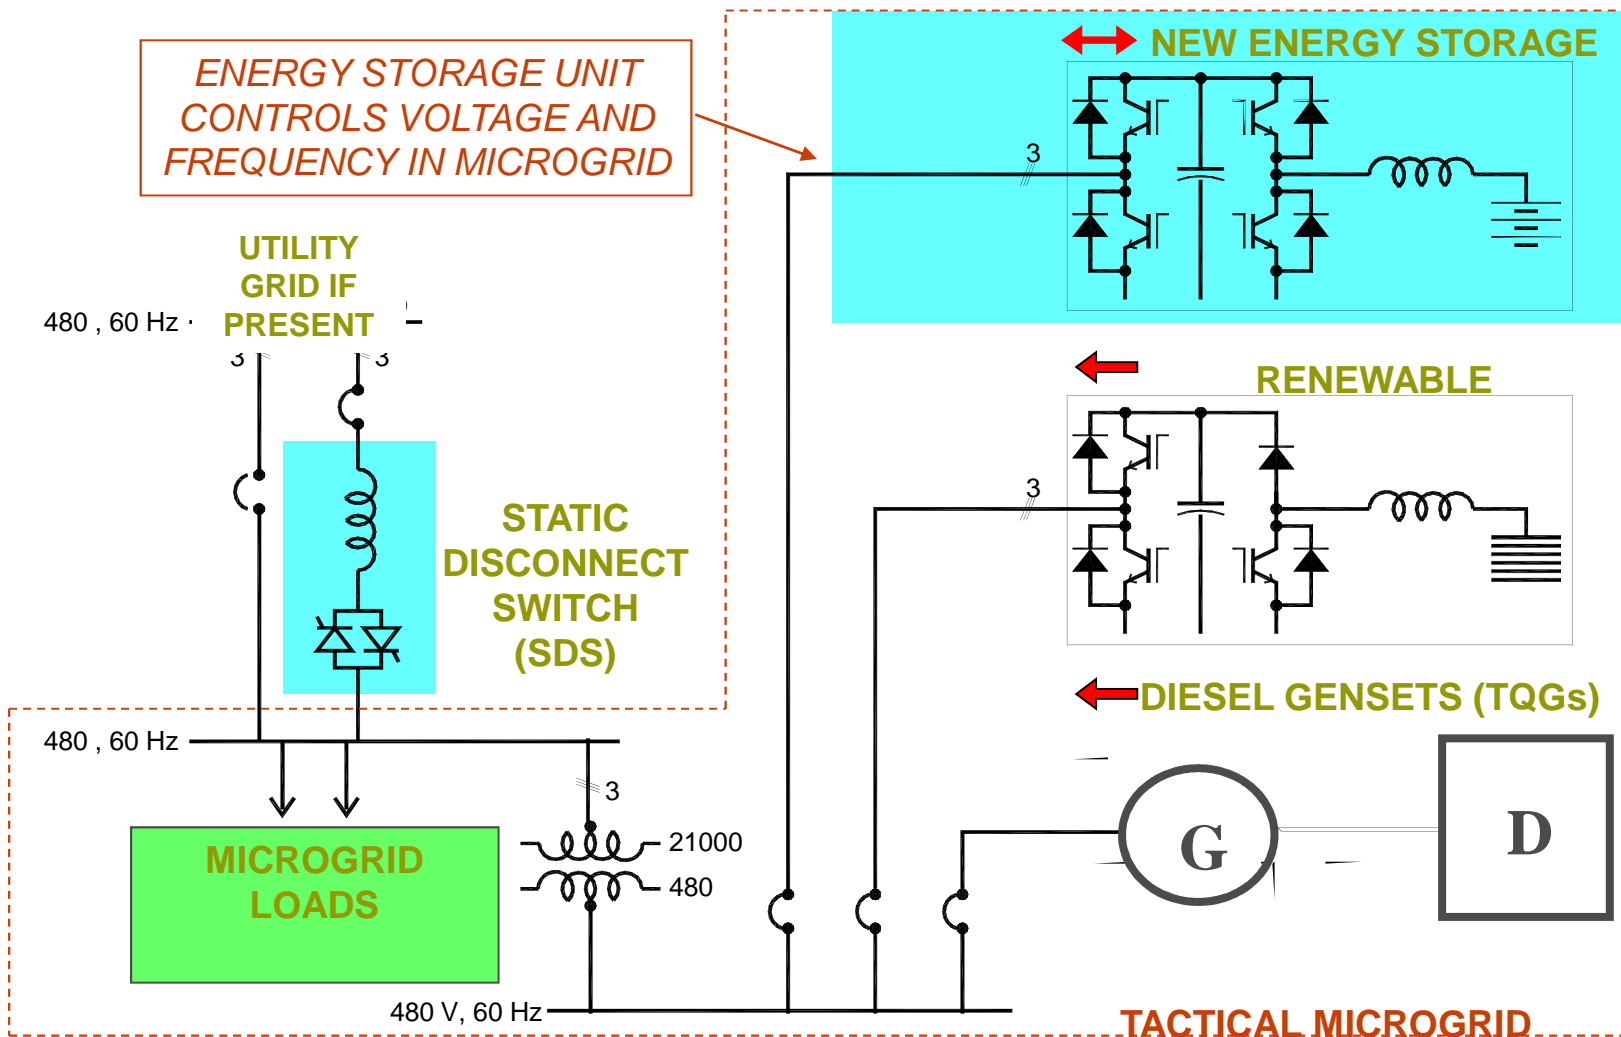 NEW ENERGY STORAGE
ENERGY STORAGE UNIT
CONTROLS VOLTAGE AND
FREQUENCY IN MICROGRID
3
UTILITY
GRID IF
PRESENT
480 , 60 Hz
3
3
RENEWABLE
3
STATIC
DISCONNECT
SWITCH
(SDS)
DIESEL GENSETS (TQGs)
480 , 60 Hz
3
G
D
21000
480
MICROGRID
LOADS
480 V, 60 Hz
TACTICAL MICROGRID